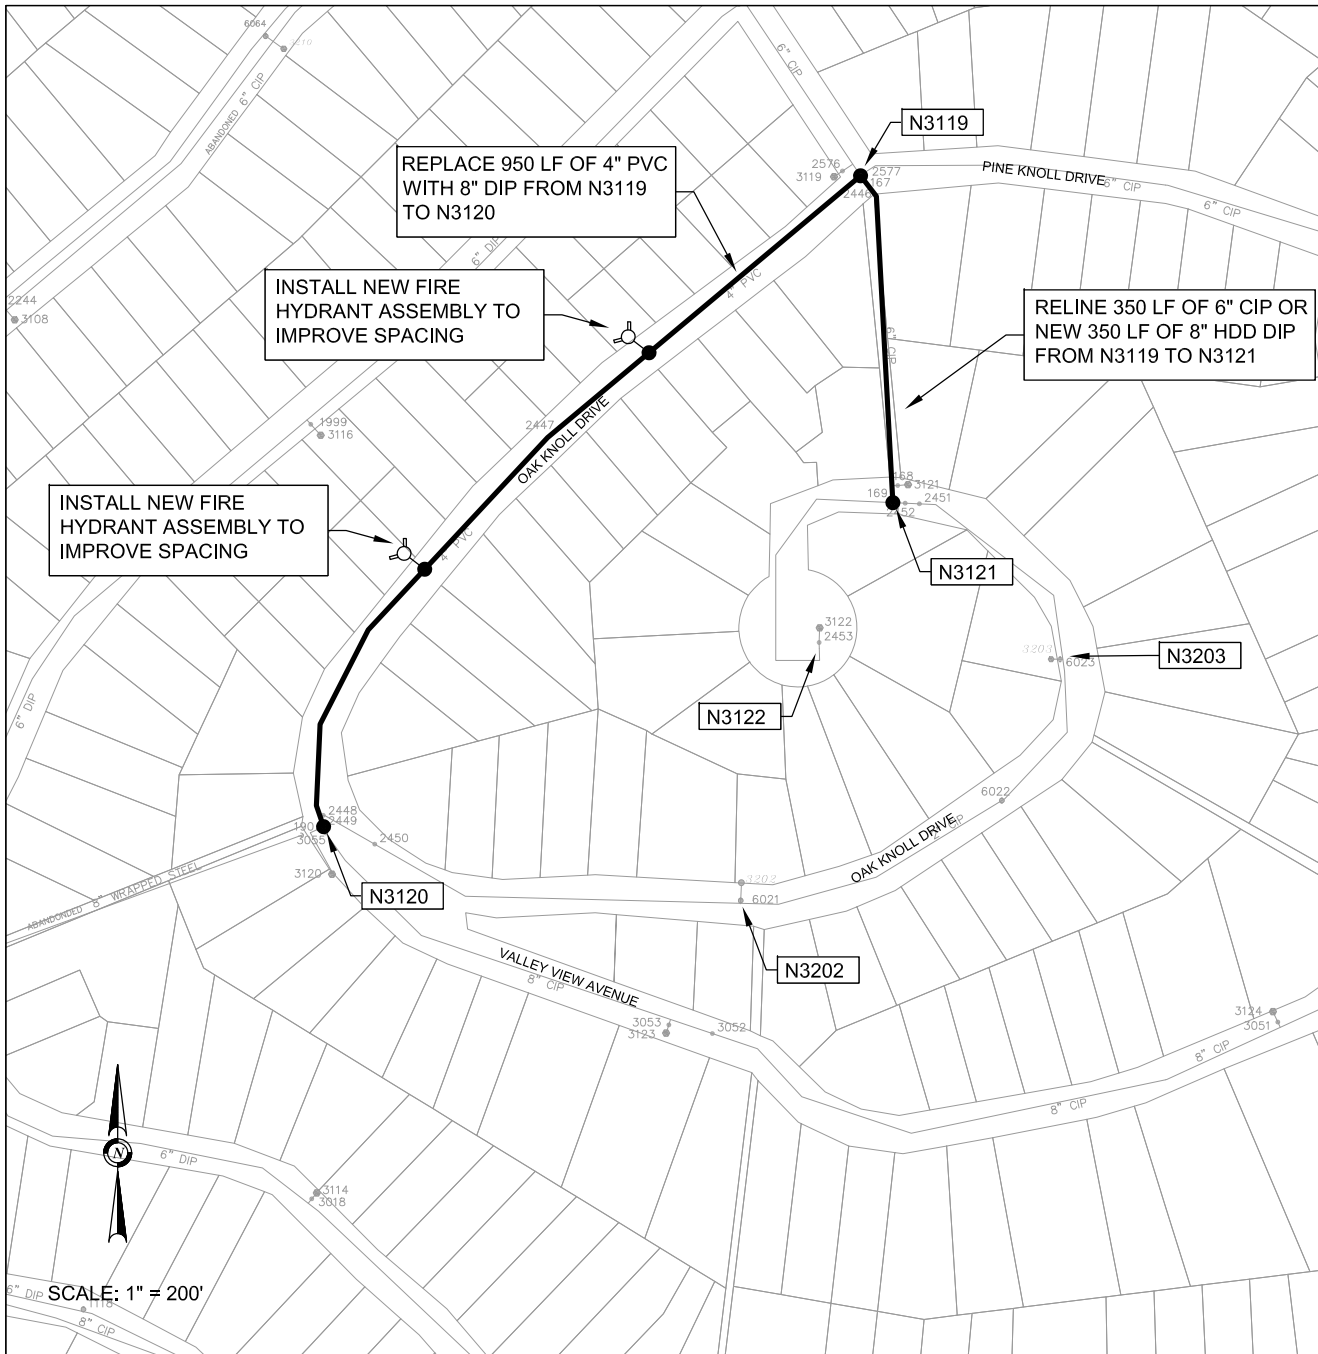 6064
3210
ABANDONED 6" CIP
6" CIP
N3119
REPLACE 950 LF OF 4" PVC
WITH 8" DIP FROM N3119
TO N3120
2576
3119
2577
167
2446
PINE KNOLL DRIVE
6" CIP
6" CIP
6" DIP
INSTALL NEW FIRE
HYDRANT ASSEMBLY TO
IMPROVE SPACING
4" PVC
2244
3108
RELINE 350 LF OF 6" CIP OR
NEW 350 LF OF 8" HDD DIP
FROM N3119 TO N3121
6" CIP
1999
3116
2447
OAK KNOLL DRIVE
INSTALL NEW FIRE
HYDRANT ASSEMBLY TO
IMPROVE SPACING
4" PVC
168
3121
169
2451
2452
N3121
3122
2453
3203
6023
N3203
N3122
6" DIP
6022
2448
2449
190
3055
2450
OAK KNOLL DRIVE
CIP
3120
N3120
ABANDONDED 8" WRAPPED STEEL
3202
6021
N3202
VALLEY VIEW AVENUE
8" CIP
3053
3123
3052
3124
3051
8" CIP
8" CIP
N
6" DIP
3114
3018
SCALE: 1" = 200'
6" DIP
1118
8" CIP